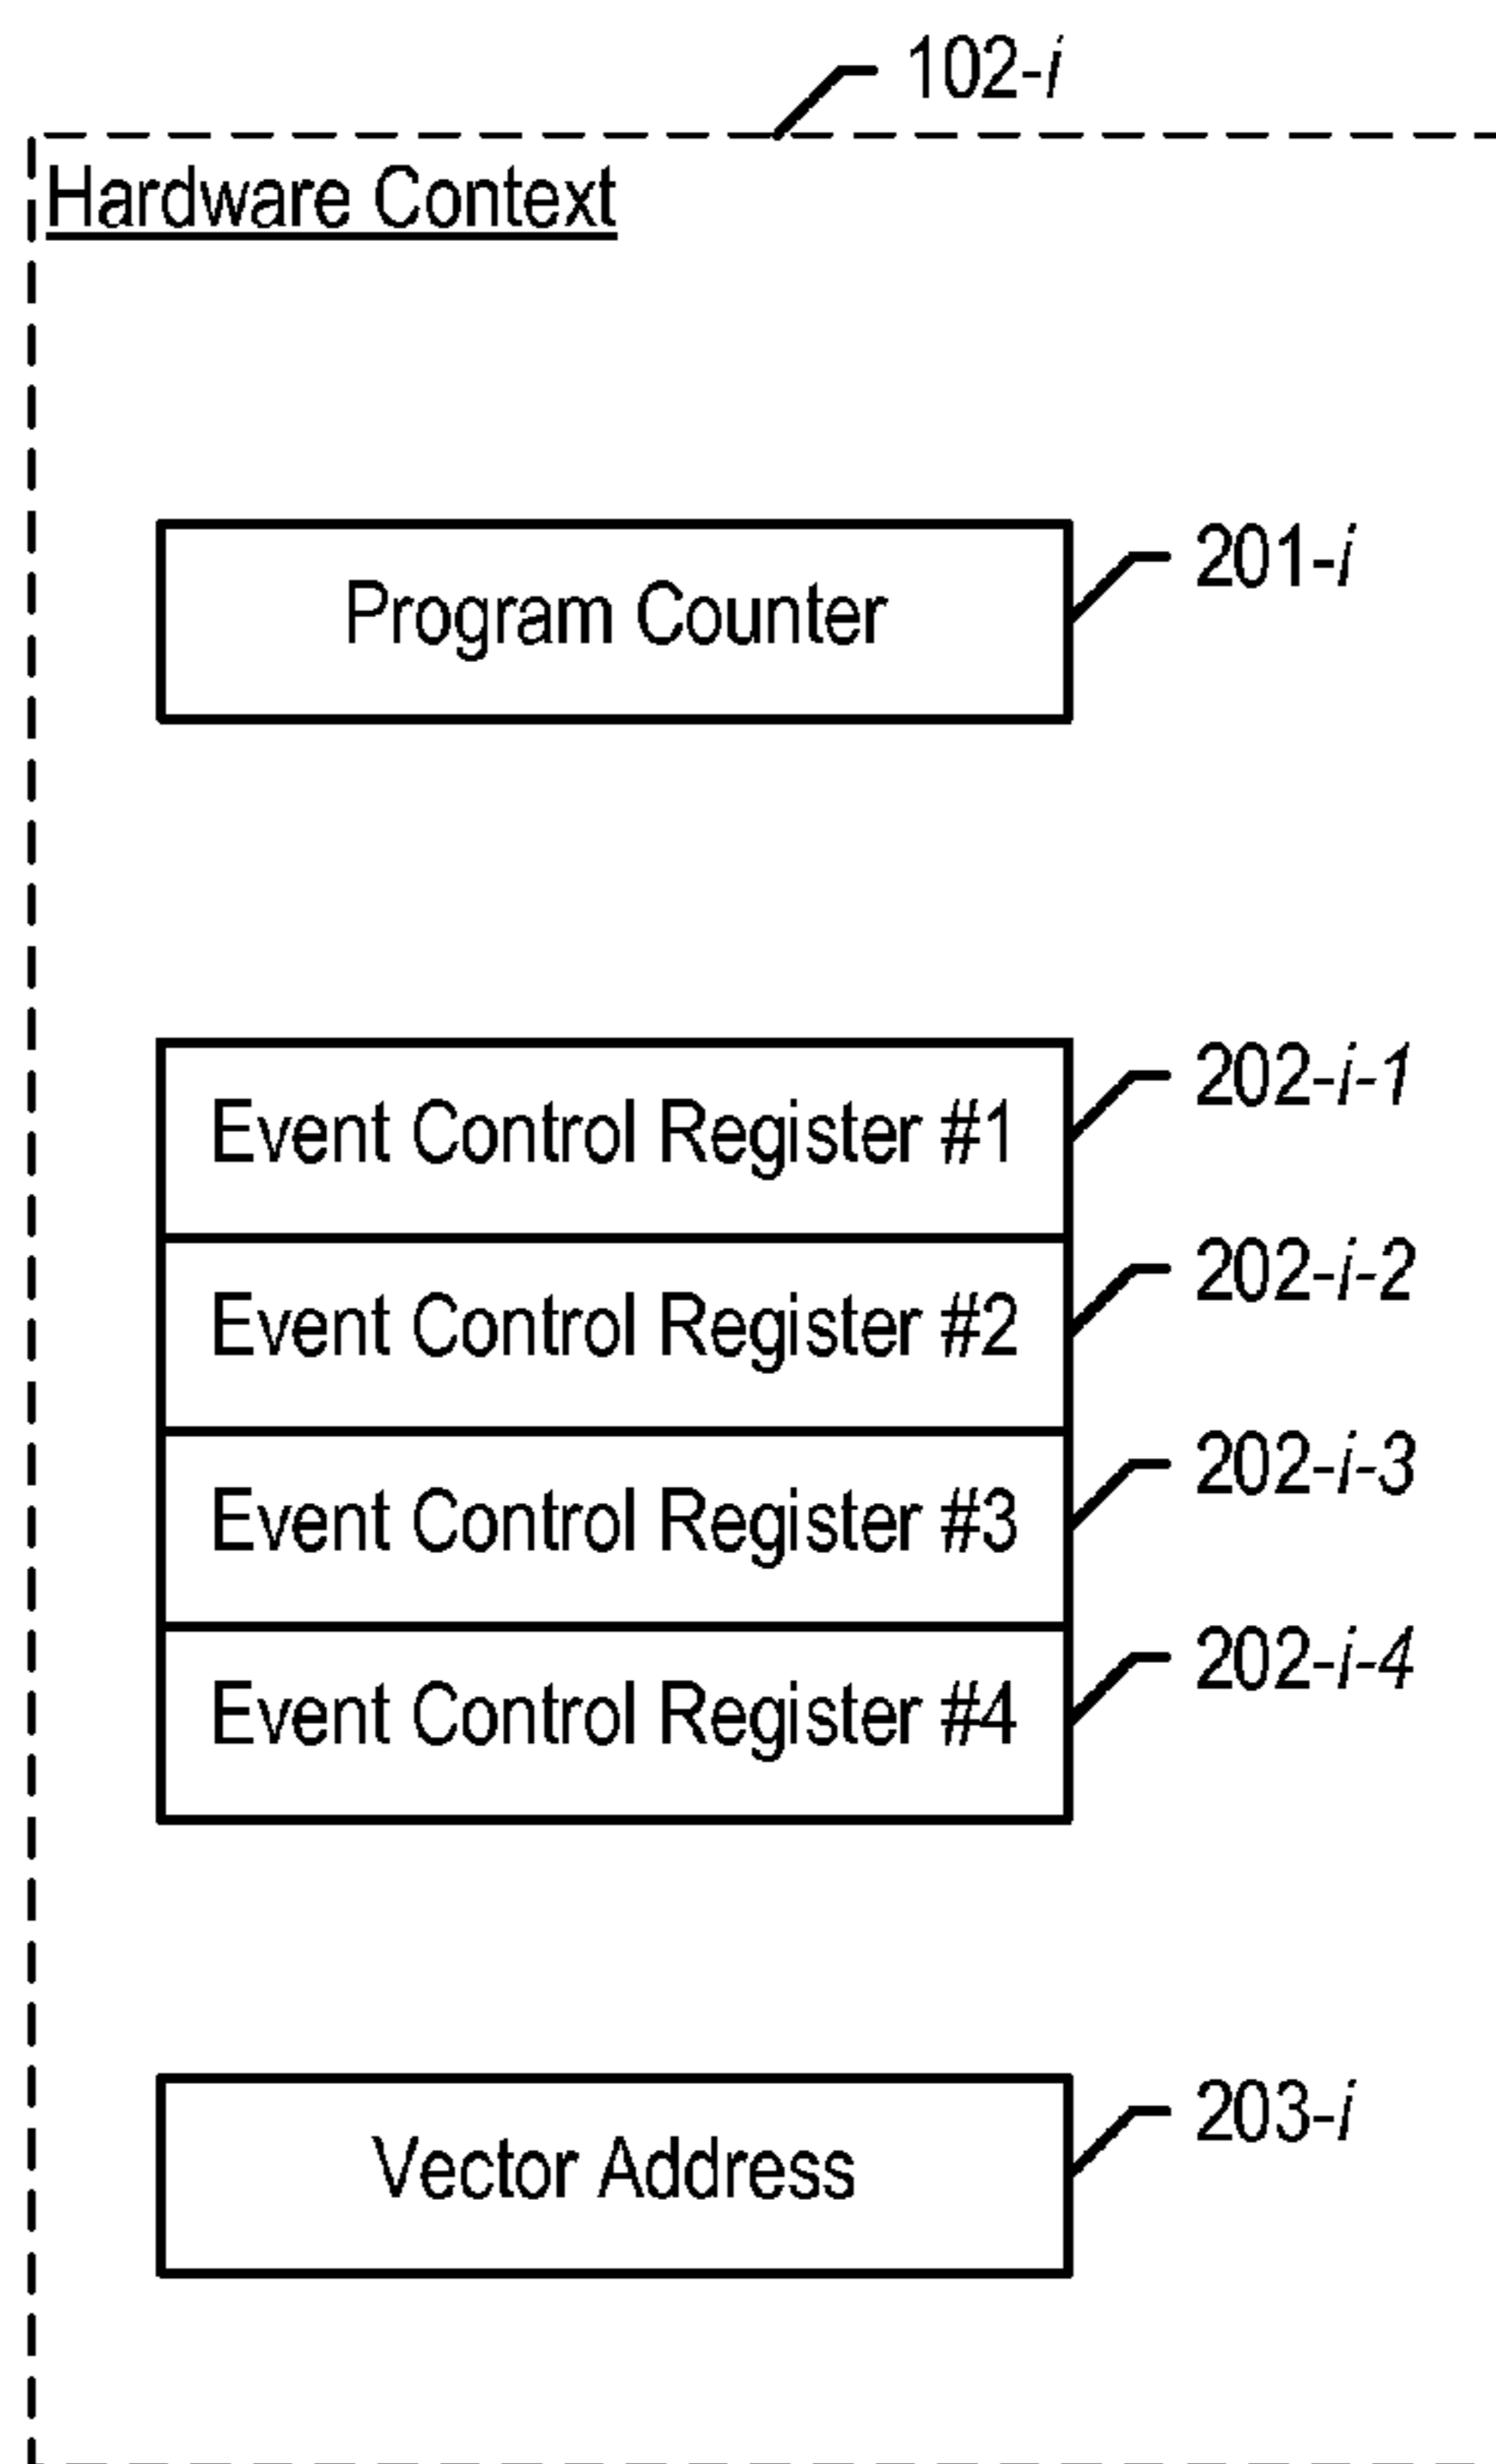 102-i
Hardware Context
Program Counter
201-i
Event Control Register #1
202-i-1
Event Control Register #2
202-i-2
Event Control Register #3
202-i-3
Event Control Register #4
202-i-4
Vector Address
203-i